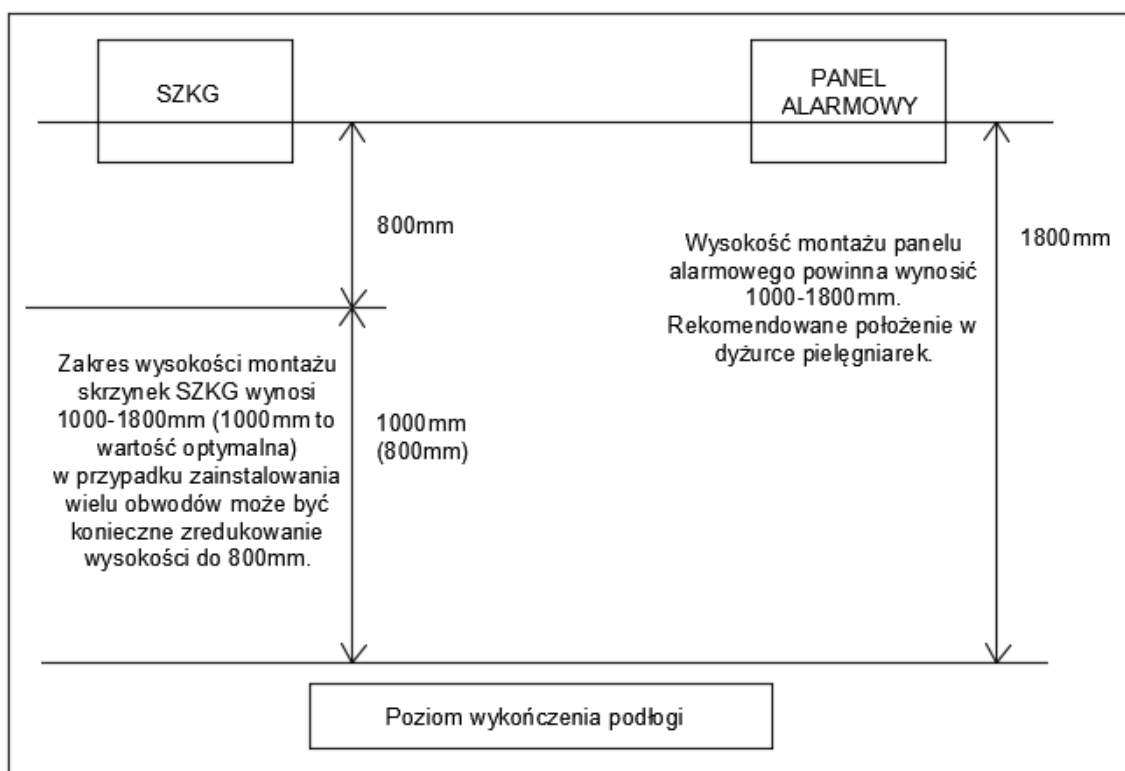 SZKG
PANEL
ALARMOWY
800mm
1800mm
Wysokość montażu panelu
alarmowego powinna wynosić
1000-1800mm.
Rekomendowane położenie w
dyżurce pielęgniarek.
Zakres wysokości montażu
skrzynek SZKG wynosi
1000-1800mm (1000mm to
wartość optymalna)
w przypadku zainstalowania
wielu obwodów może być
konieczne zredukowanie
wysokości do 800mm.
1000mm
(800mm)
Poziom wykończenia podłogi